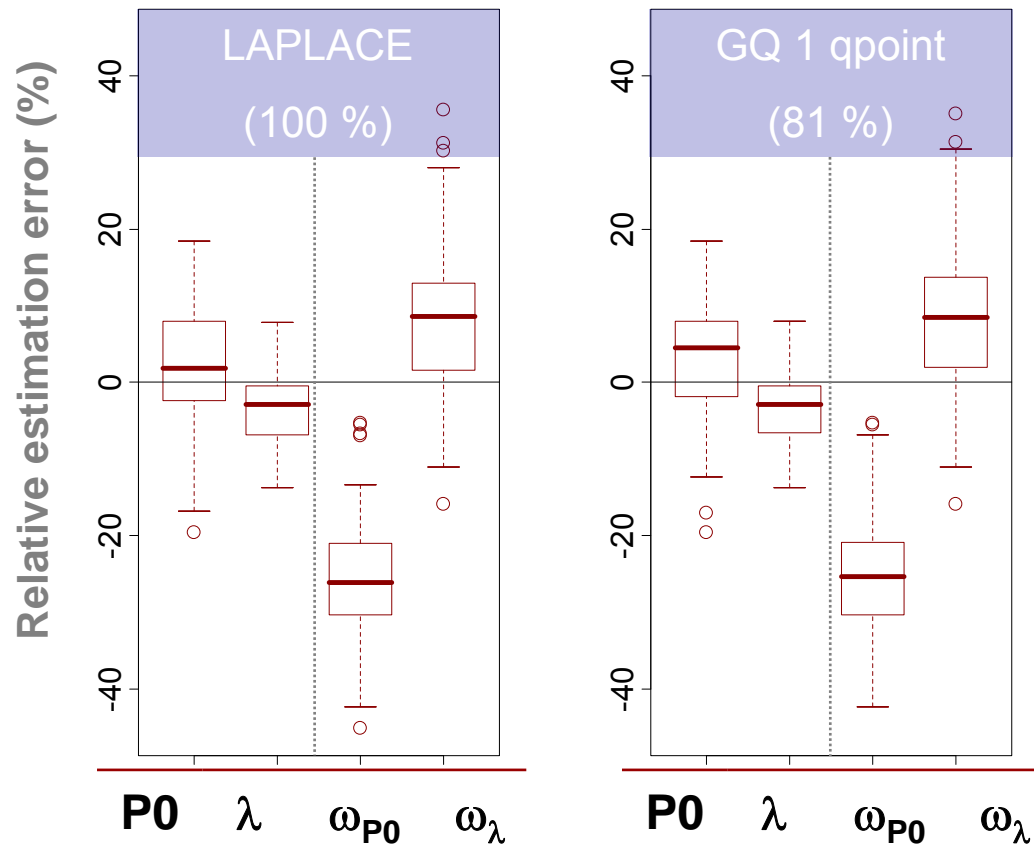 Relative estimation error (%)
LAPLACE
(100 %)
40
20
0
-20
-40
P0 λ ωP0 ωλ
GQ 1 qpoint
(81 %)
40
20
0
-20
-40
P0 λ ωP0 ωλ